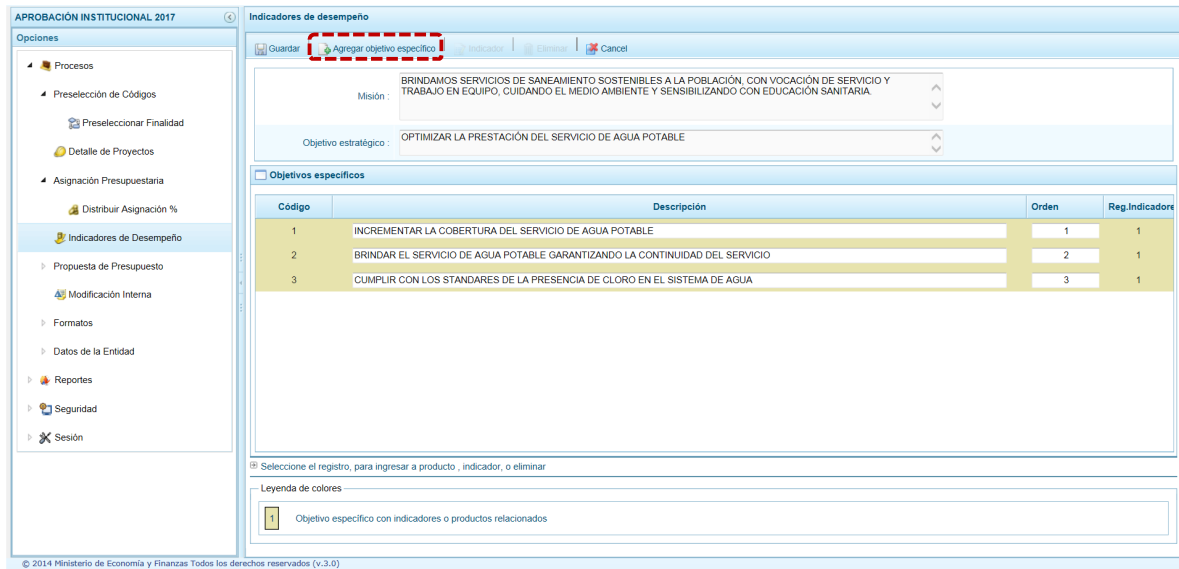 APROBACIÓN INSTITUCIONAL 2017
Opciones
Procesos
Preselección de Códigos
Preseleccionar Finalidad
Detalle de Proyectos
Asignación Presupuestaria
Distribuir Asignación %
Indicadores de Desempeño
Propuesta de Presupuesto
Modificación Interna
Formatos
Datos de la Entidad
Reportes
Seguridad
Sesión
Indicadores de desempeño
Guardar Agregar objetivo específico Indicador Eliminar Cancel
Misión : BRINDAMOS SERVICIOS DE SANEAMIENTO SOSTENIBLES A LA POBLACIÓN, CON VOCACIÓN DE SERVICIO Y
TRABAJO EN EQUIPO, CUIDANDO EL MEDIO AMBIENTE Y SENSIBILIZANDO CON EDUCACIÓN SANITARIA.
Objetivo estratégico : OPTIMIZAR LA PRESTACIÓN DEL SERVICIO DE AGUA POTABLE
Objetivos específicos
Código Descripción Orden Reg.Indicadore
1 INCREMENTAR LA COBERTURA DEL SERVICIO DE AGUA POTABLE 1 1
2 BRINDAR EL SERVICIO DE AGUA POTABLE GARANTIZANDO LA CONTINUIDAD DEL SERVICIO 2 1
3 CUMPLIR CON LOS STANDARES DE LA PRESENCIA DE CLORO EN EL SISTEMA DE AGUA 3 1
Seleccione el registro, para ingresar a producto , indicador, o eliminar
Leyenda de colores
1 Objetivo específico con indicadores o productos relacionados
© 2014 Ministerio de Economía y Finanzas Todos los derechos reservados (v.3.0)